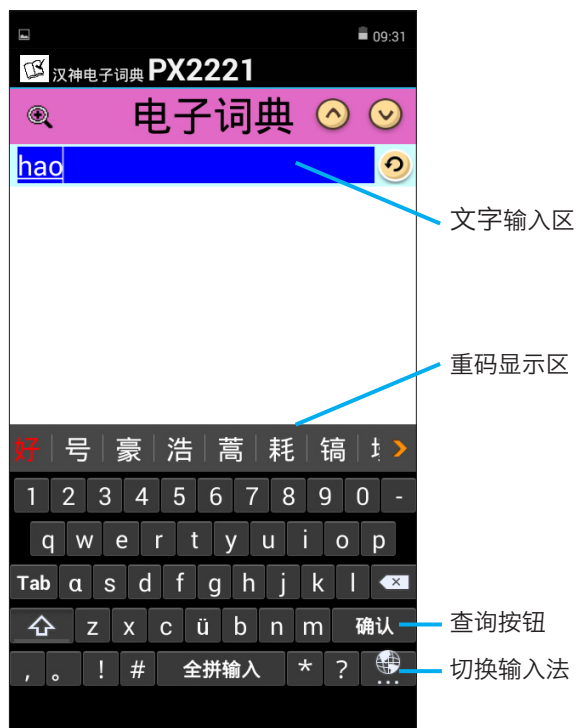 09:31
汉神电子词典 PX2221
电子词典
hao
文字输入区
重码显示区
好 号 豪 浩 蒿 耗 镐
1 2 3 4 5 6 7 8 9 0 -
q w e r t y u i o p
Tab ɑ s d f g h j k l
z x c ü b n m 确认
查询按钮
, 。 ! # 全拼输入 * ? ...
切换输入法